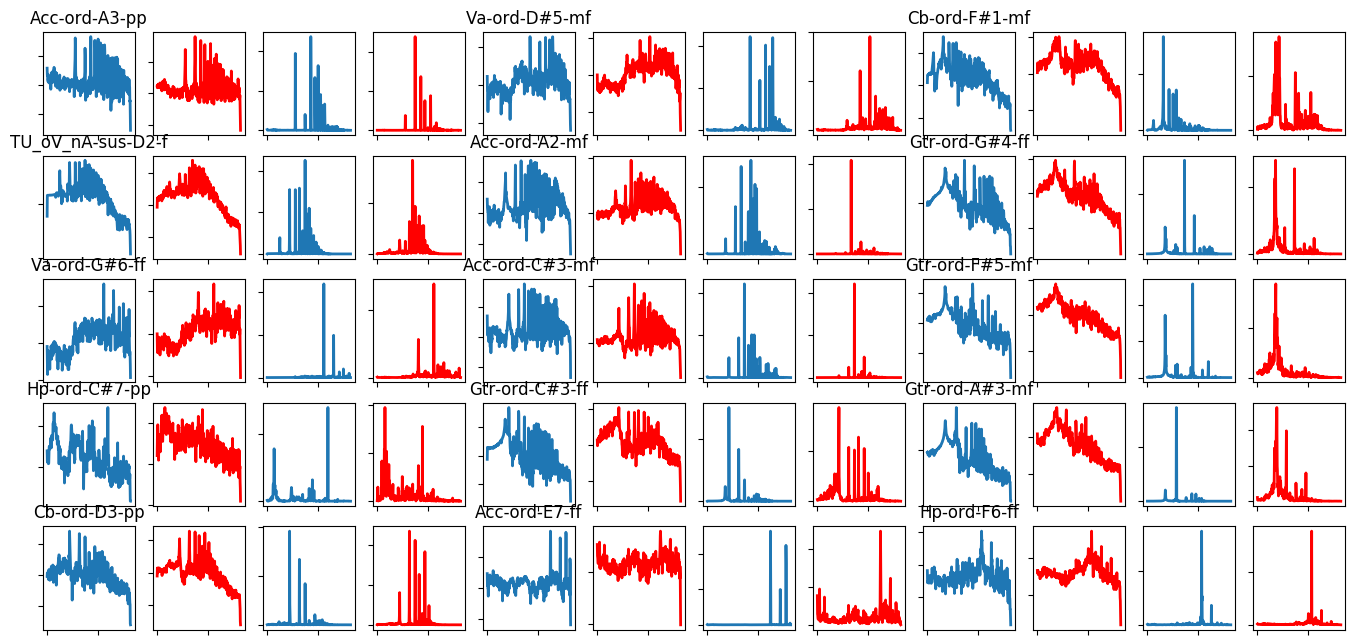 Acc-ord-A3-pp
Va-ord-D#5-mf
Cb-ord-F#1-mf
TU_oV_nA-sus-D2-f
Acc-ord-A2-mf
Gtr-ord-G#4-ff
Va-ord-G#6-ff
Acc-ord-C#3-mf
Gtr-ord-F#5-mf
Hp-ord-C#7-pp
Gtr-ord-C#3-ff
Gtr-ord-A#3-mf
Cb-ord-D3-pp
Acc-ord-E7-ff
Hp-ord-F6-ff